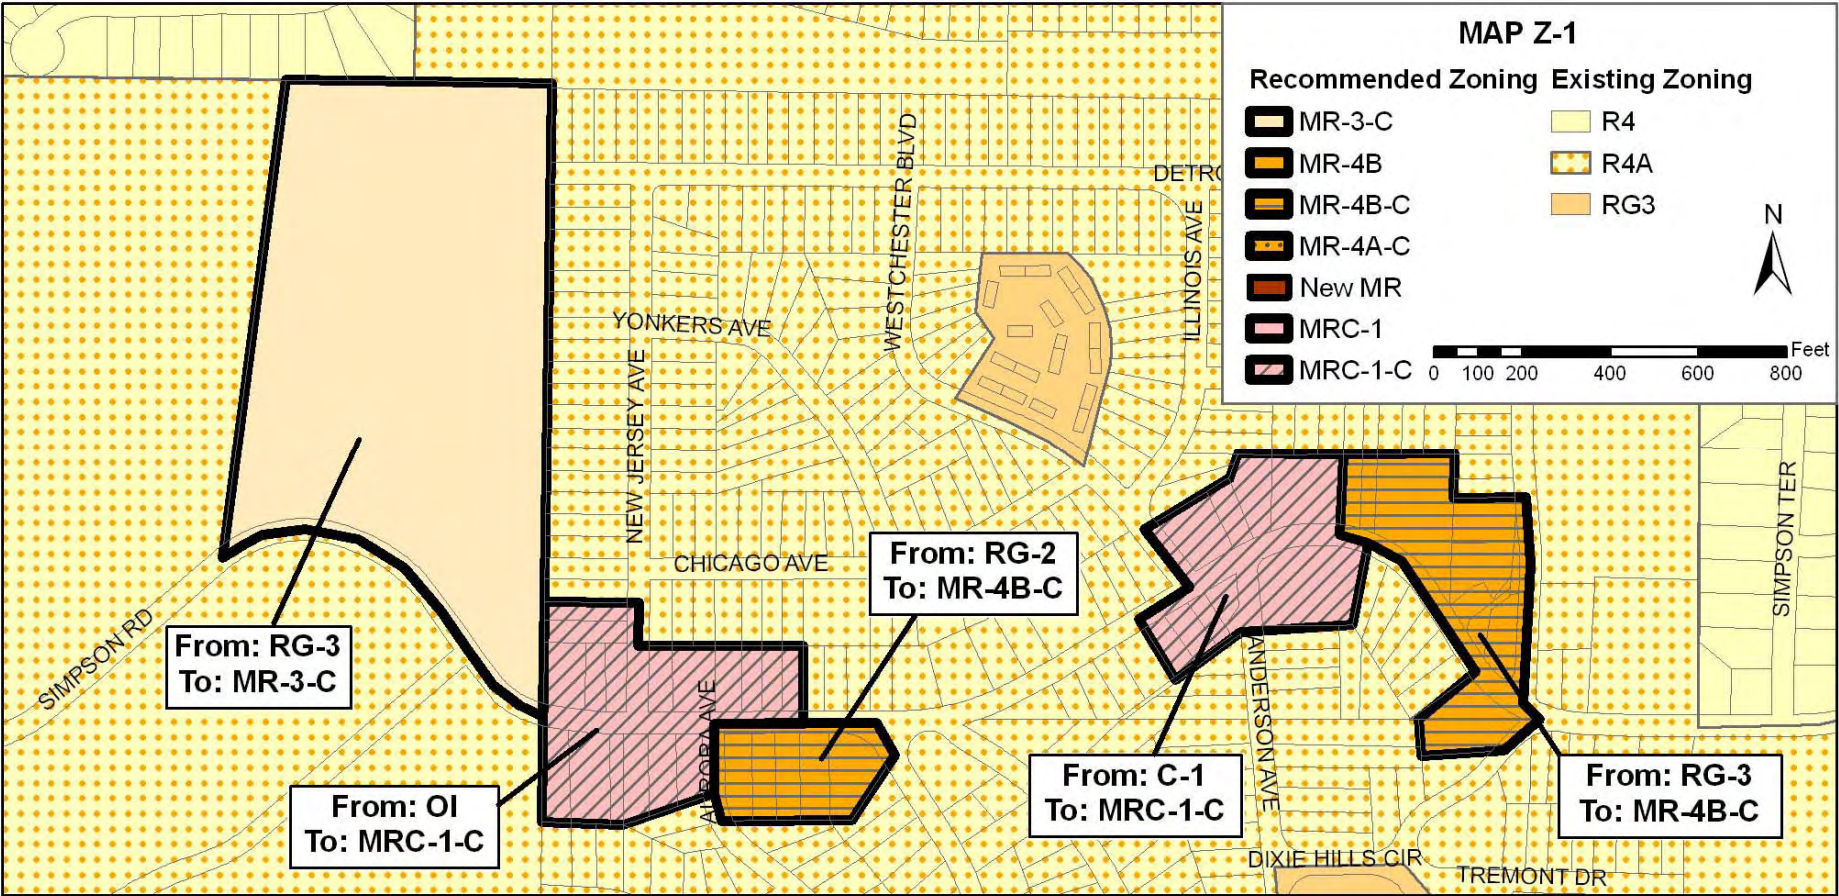 MAP Z-1
Recommended Zoning
MR-3-C
MR-4B
MR-4B-C
MR-4A-C
New MR
MRC-1
MRC-1-C
Existing Zoning
R4
R4A
RG3
N
Feet
0 100 200 400 600 800
WESTCHESTER BLVD
ILLINOIS AVE
YONKERS AVE
NEW JERSEY AVE
CHICAGO AVE
SIMPSON TER
SIMPSON RD
From: RG-2
To: MR-4B-C
From: RG-3
To: MR-3-C
ANDERSON AVE
From: OI
To: MRC-1-C
From: C-1
To: MRC-1-C
From: RG-3
To: MR-4B-C
DIXIE HILLS CIR
TREMONT DR